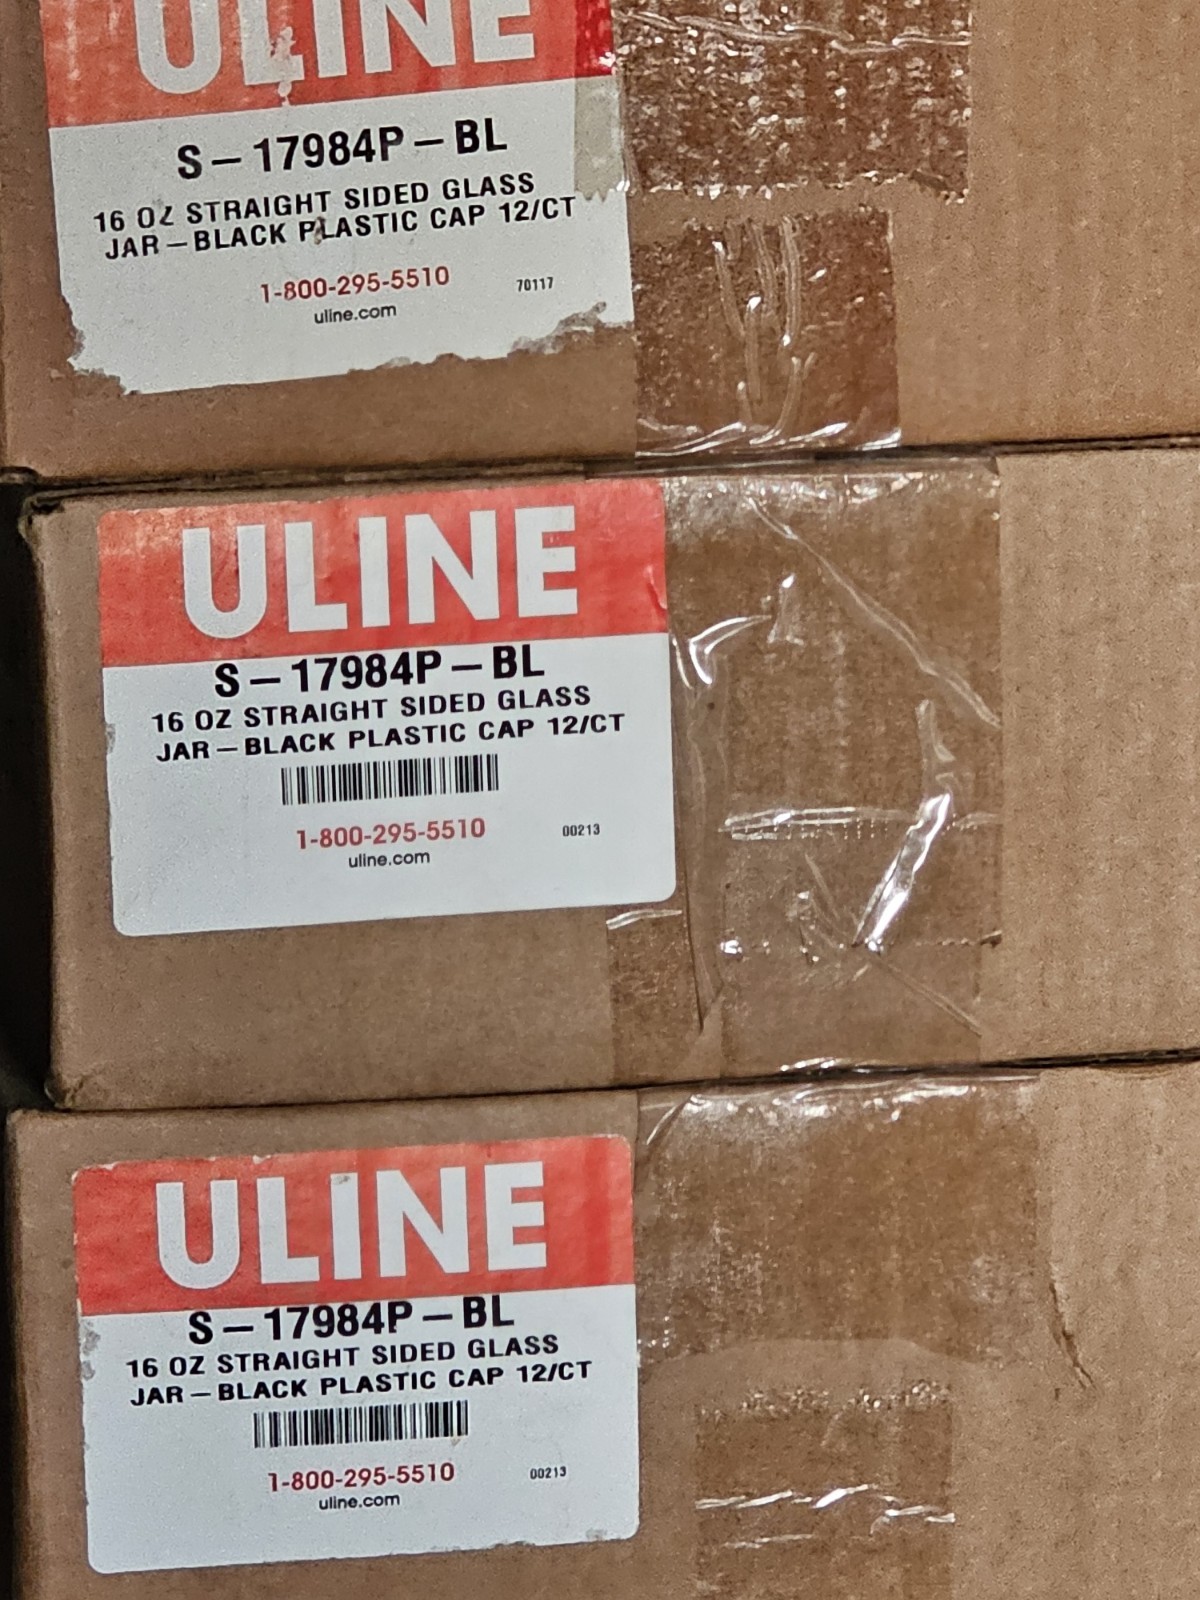 ULINE
S-17984P-BL
16 OZ STRAIGHT SIDED GLASS
JAR-BLACK PLASTIC CAP 12/CT
1-800-295-5510 70117
uline.com
ULINE
S-17984P-BL
16 OZ STRAIGHT SIDED GLASS
JAR-BLACK PLASTIC CAP 12/CT
1-800-295-5510 00213
uline.com
ULINE
S-17984P-BL
16 OZ STRAIGHT SIDED GLASS
JAR-BLACK PLASTIC CAP 12/CT
1-800-295-5510 00213
uline.com